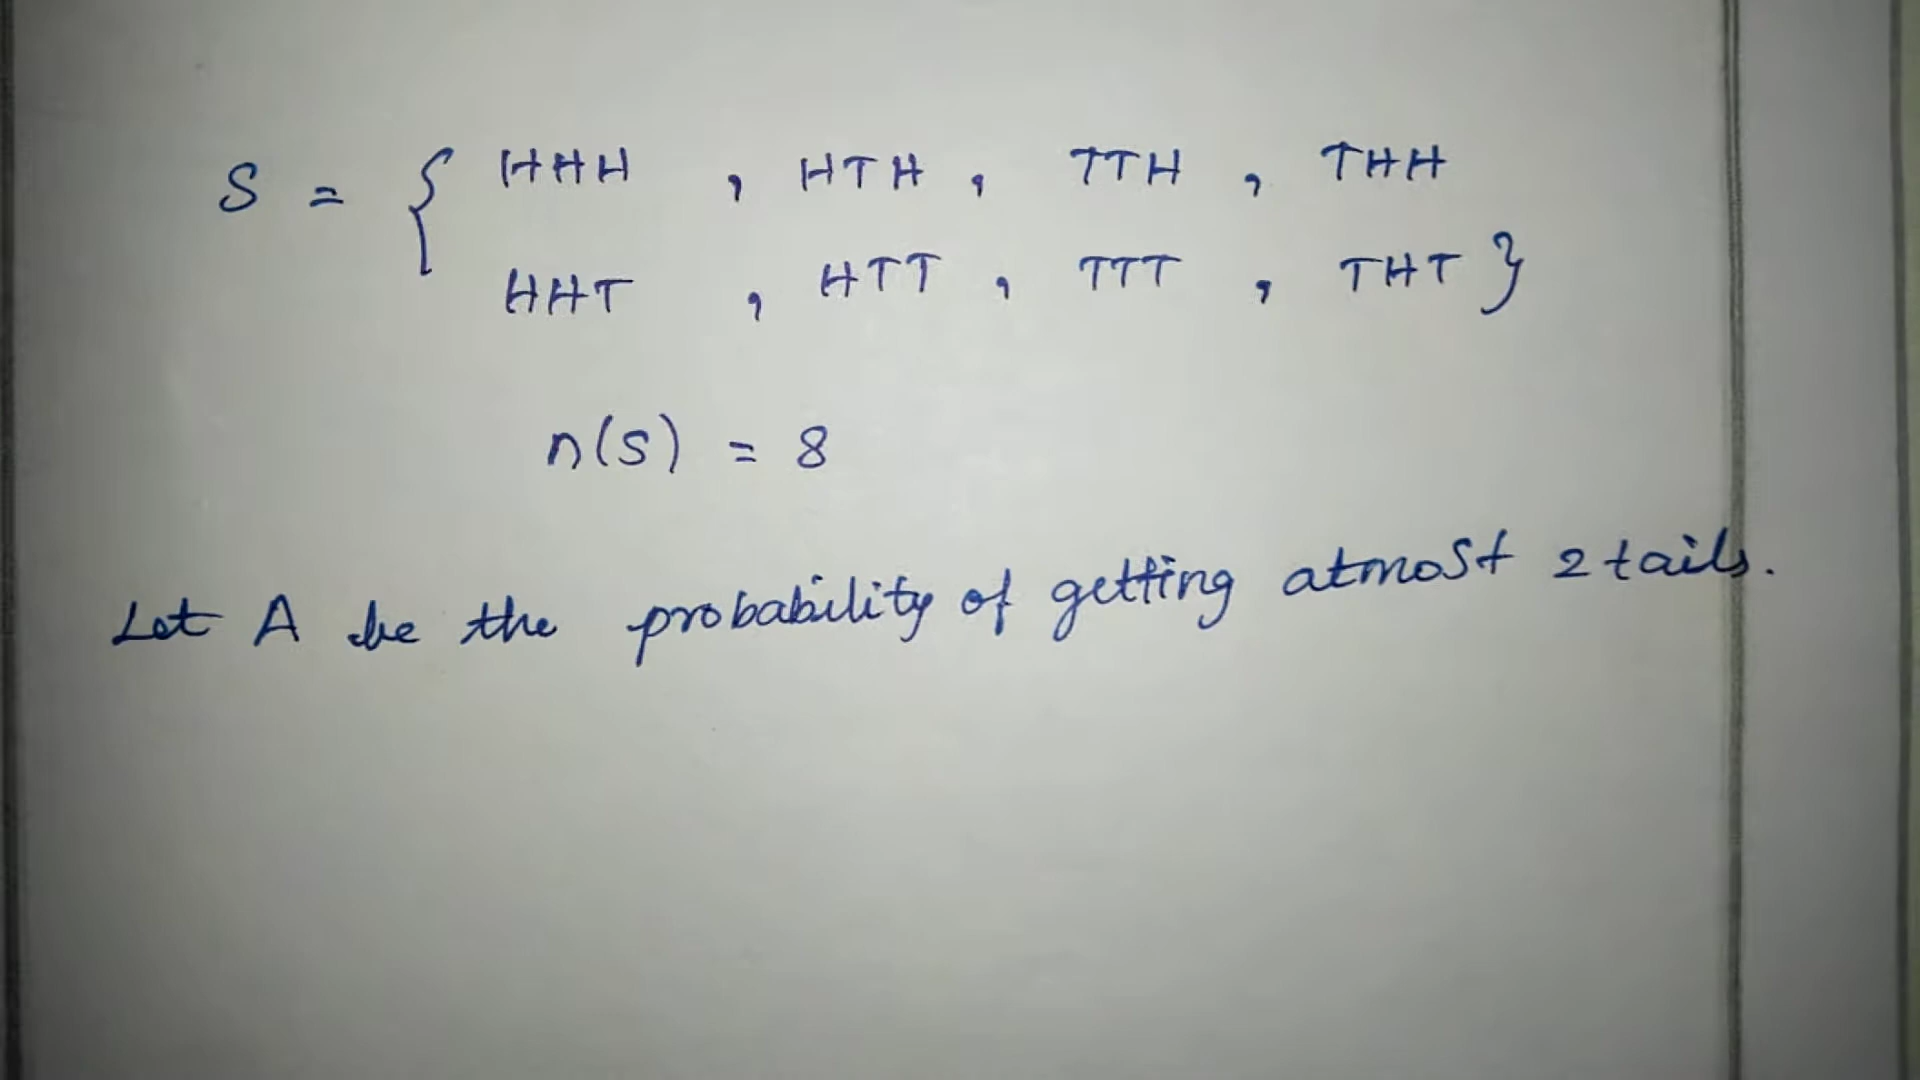 S = { HHH , HTH , TTH , THH
HHT , HTT , TTT , THT }
n(S) = 8
Let A be the probability of getting atmost 2 tails.